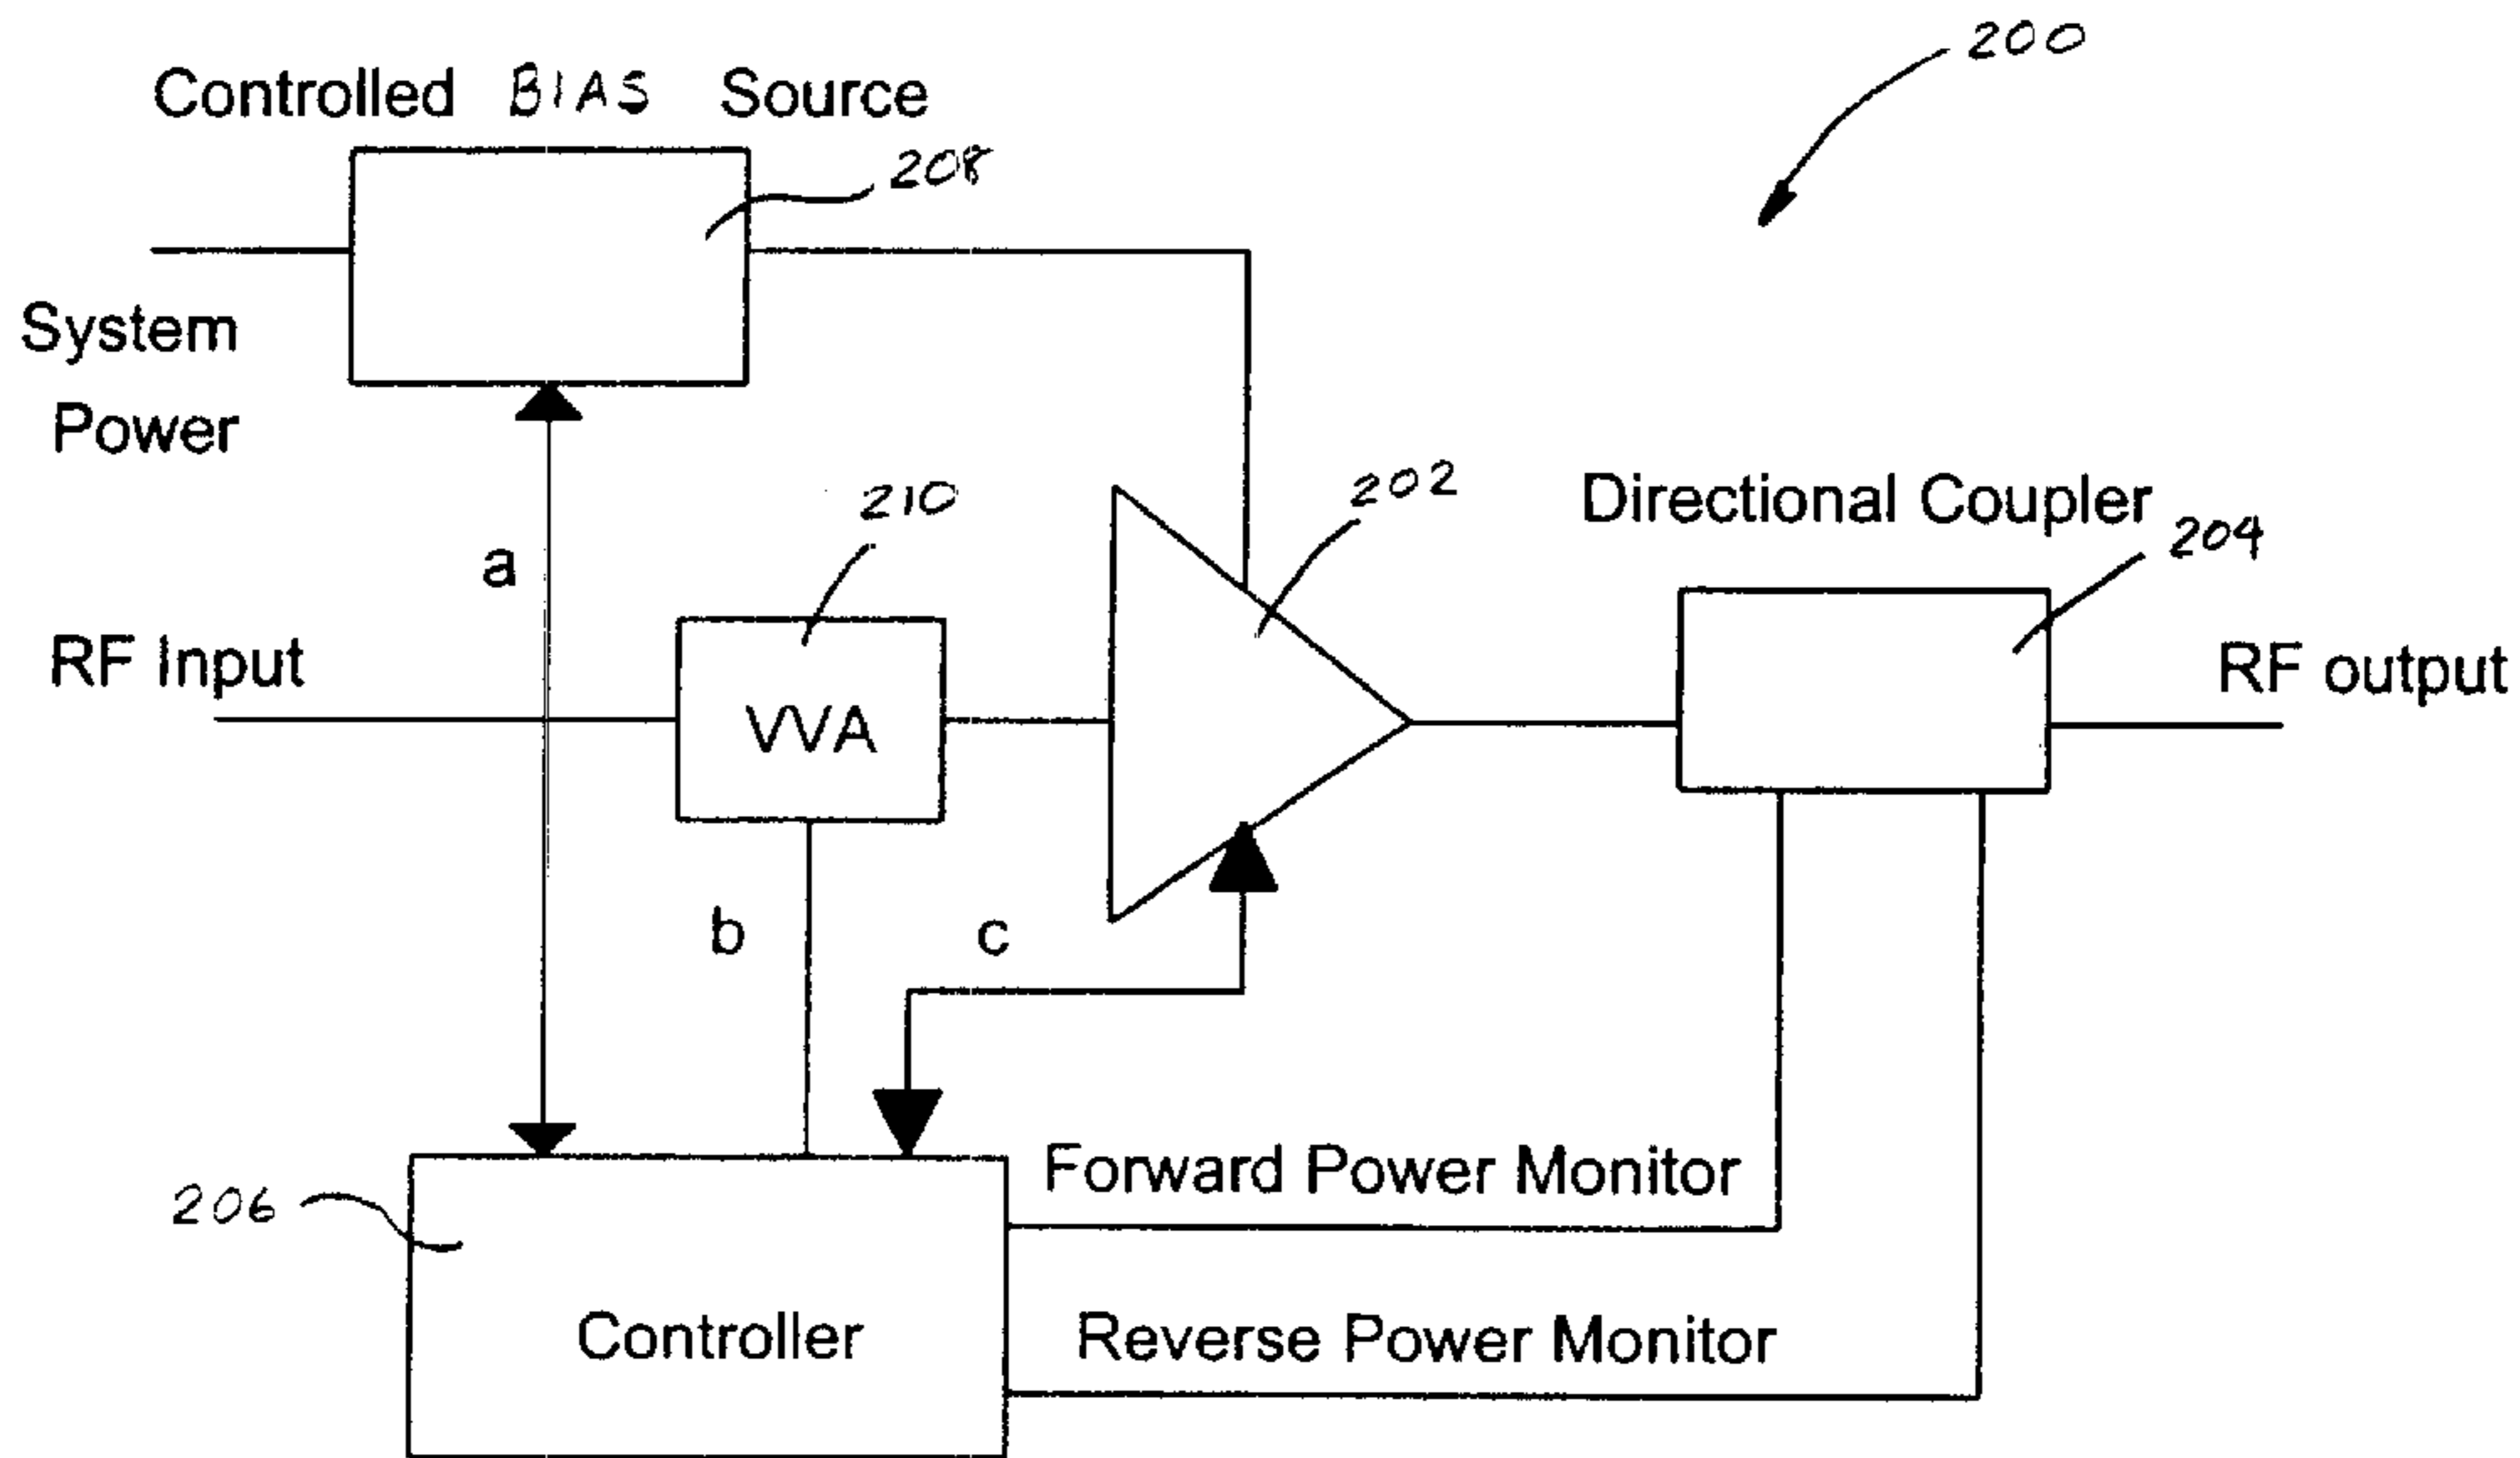 200
Controlled BIAS Source
208
System
Power
210
202
Directional Coupler
204
a
RF Input
VVA
RF output
b
c
206
Forward Power Monitor
Controller
Reverse Power Monitor